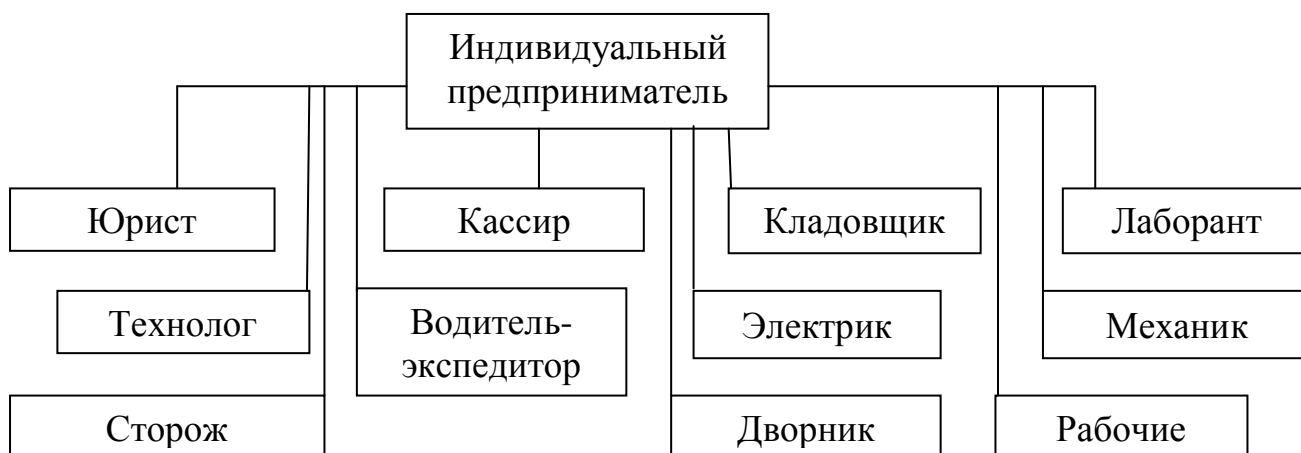 Индивидуальный
предприниматель
Юрист
Кассир
Кладовщик
Лаборант
Технолог
Водитель-
экспедитор
Электрик
Механик
Сторож
Дворник
Рабочие